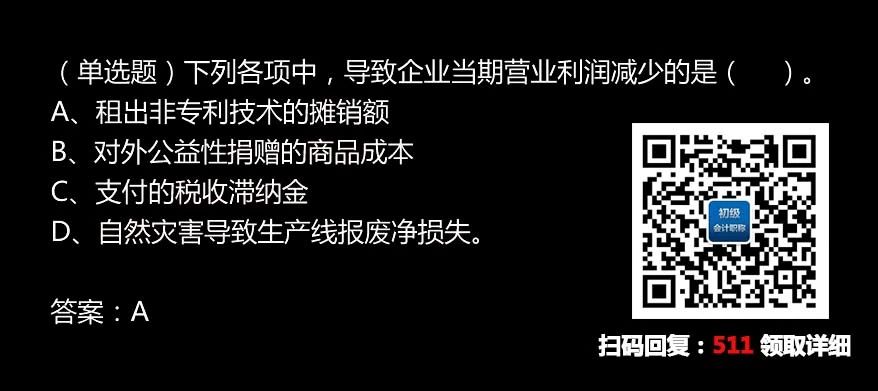 （单选题）下列各项中，导致企业当期营业利润减少的是（　　）。
A、租出非专利技术的摊销额
B、对外公益性捐赠的商品成本
C、支付的税收滞纳金
D、自然灾害导致生产线报废净损失。
答案：A
初级
会计职称
扫码回复：511 领取详细